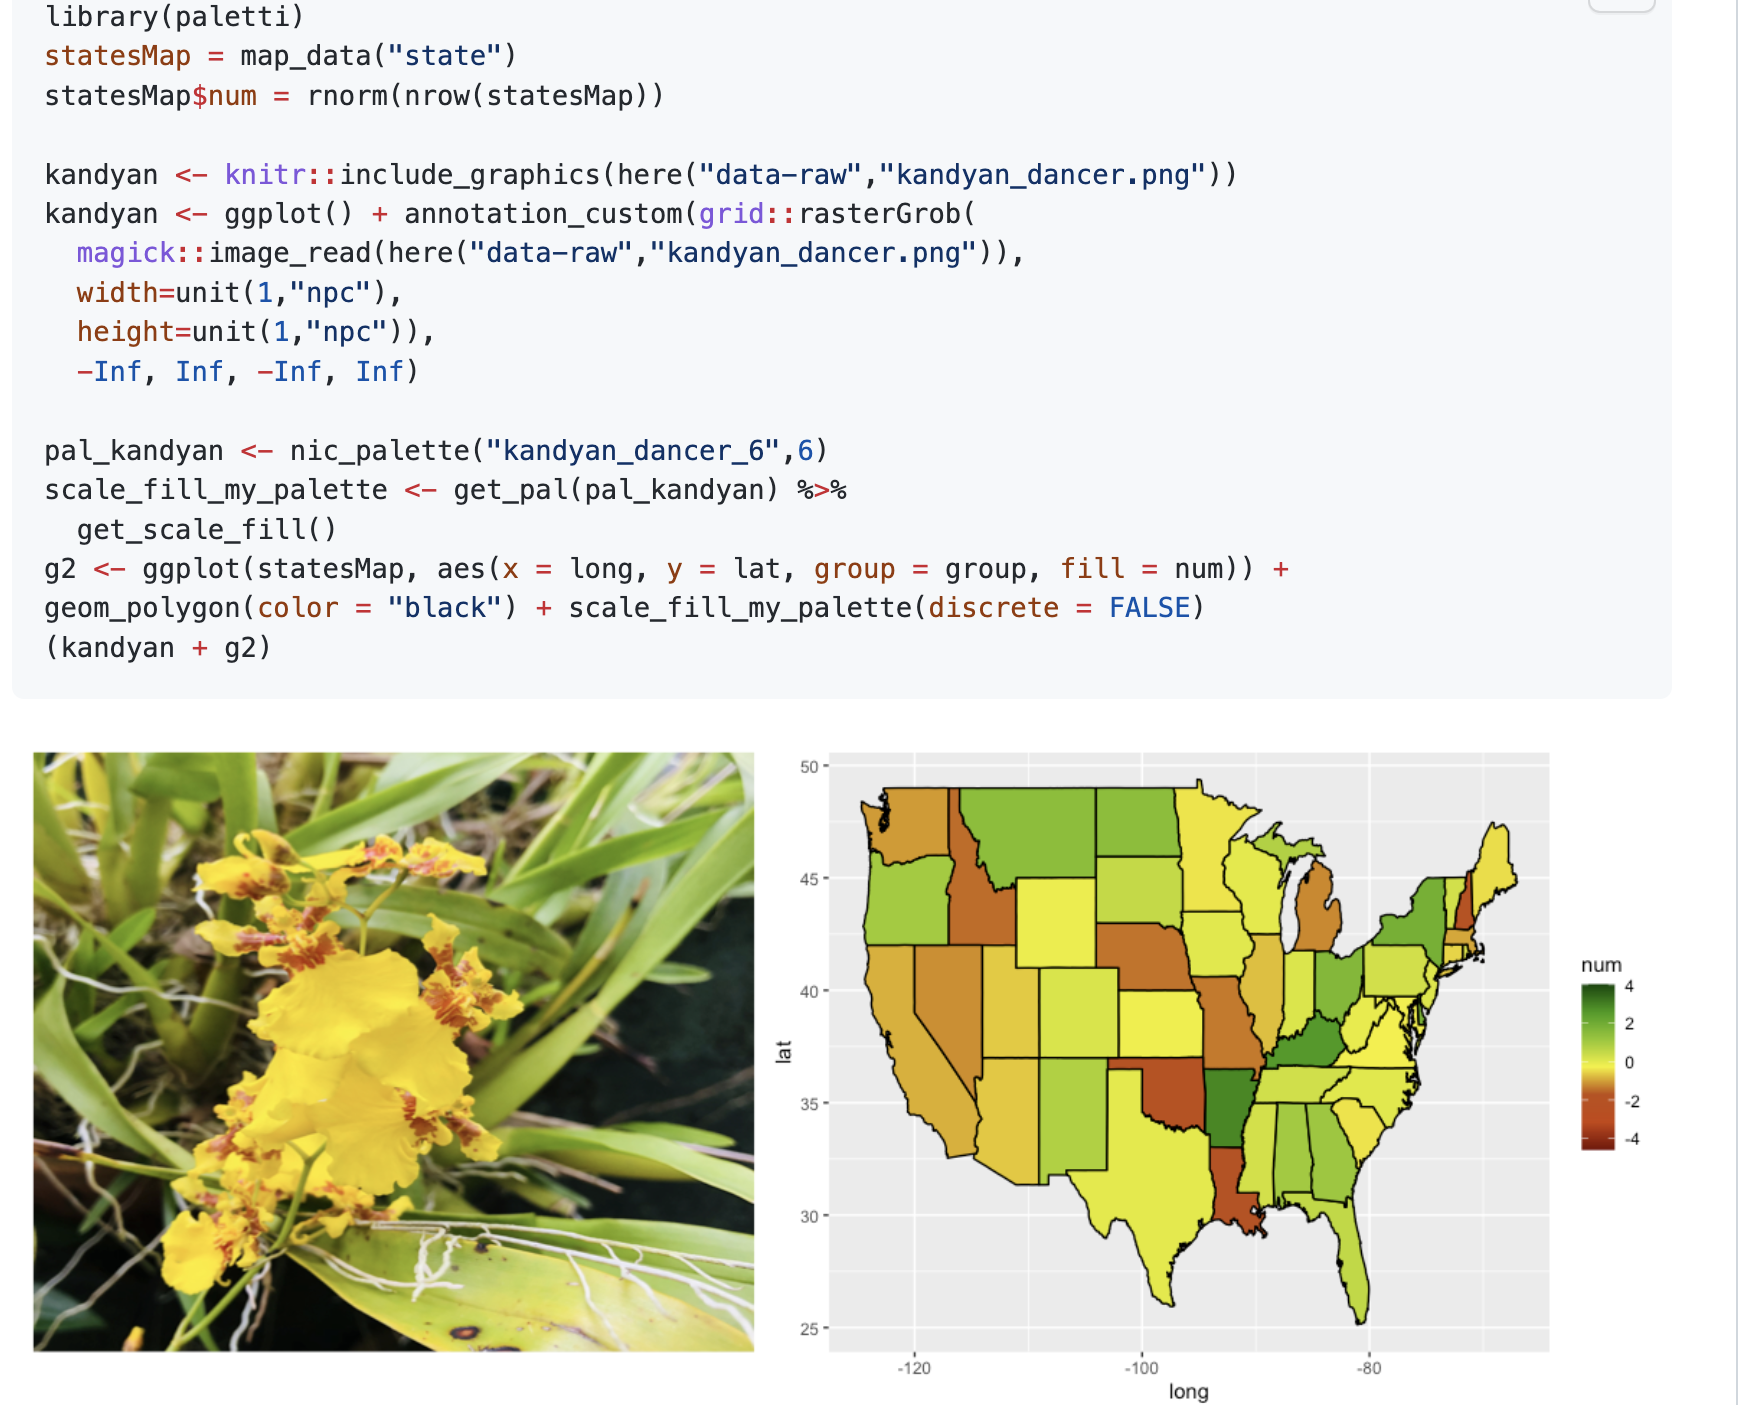 library(paletti)
statesMap = map_data("state")
statesMap$num = rnorm(nrow(statesMap))
kandyan <- knitr::include_graphics(here("data-raw","kandyan_dancer.png"))
kandyan <- ggplot() + annotation_custom(grid::rasterGrob(
  magick::image_read(here("data-raw","kandyan_dancer.png")),
  width=unit(1,"npc"),
  height=unit(1,"npc")),
  -Inf, Inf, -Inf, Inf)
pal_kandyan <- nic_palette("kandyan_dancer_6",6)
scale_fill_my_palette <- get_pal(pal_kandyan) %>%
  get_scale_fill()
g2 <- ggplot(statesMap, aes(x = long, y = lat, group = group, fill = num)) +
geom_polygon(color = "black") + scale_fill_my_palette(discrete = FALSE)
(kandyan + g2)
50
45
40
35
30
25
lat
-120
-100
-80
long
num
4
2
0
-2
-4